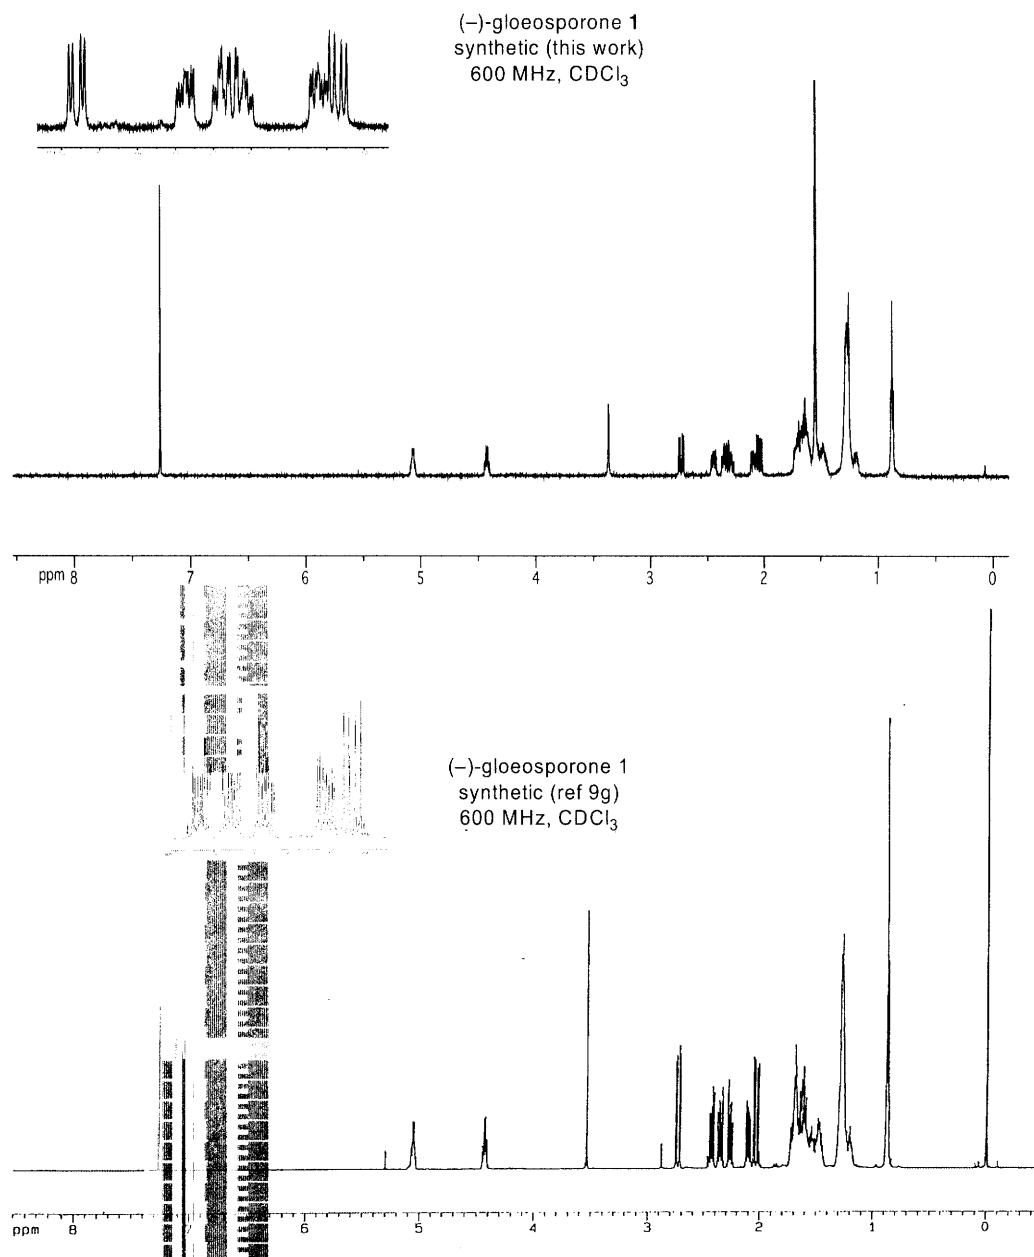 (–)-gloeosporone 1
synthetic (this work)
600 MHz, CDCl3
ppm 8 7 6 5 4 3 2 1 0
(–)-gloeosporone 1
synthetic (ref 9g)
600 MHz, CDCl3
ppm 8 7 6 5 4 3 2 1 0